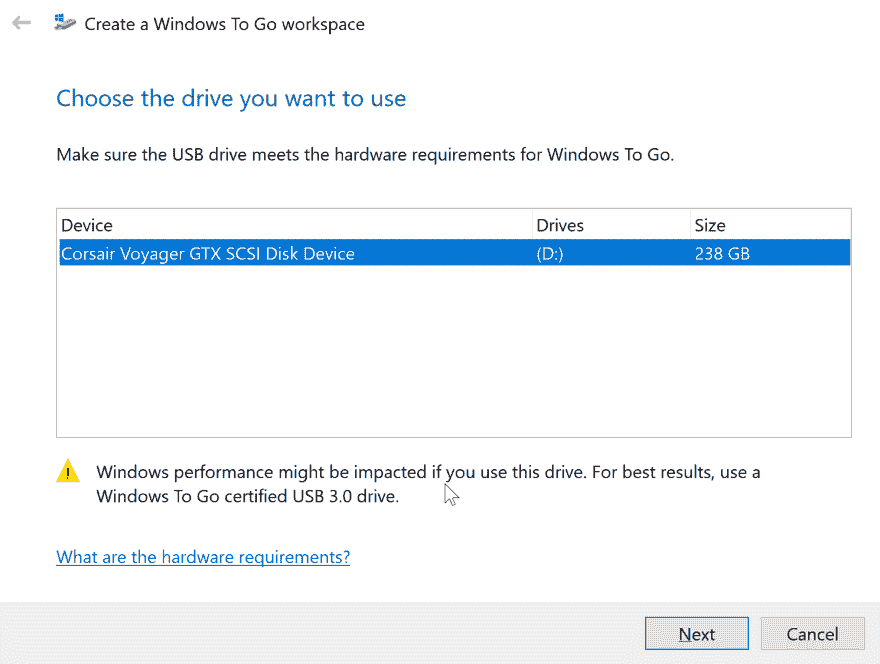 Create a Windows To Go workspace
Choose the drive you want to use
Make sure the USB drive meets the hardware requirements for Windows To Go.
Device Drives Size
Corsair Voyager GTX SCSI Disk Device (D:) 238 GB
Windows performance might be impacted if you use this drive. For best results, use a
Windows To Go certified USB 3.0 drive.
What are the hardware requirements?
Next Cancel